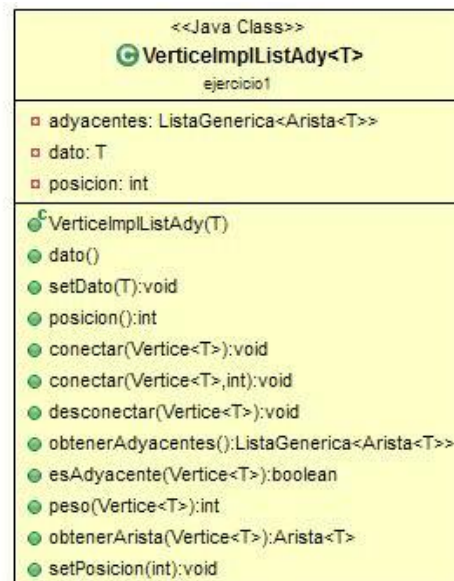 <<Java Class>>
VerticeImplListAdy<T>
ejercicio1
adyacentes: ListaGenerica<Arista<T>>
dato: T
posicion: int
VerticeImplListAdy(T)
dato()
setDato(T):void
posicion():int
conectar(Vertice<T>):void
conectar(Vertice<T>,int):void
desconectar(Vertice<T>):void
obtenerAdyacentes():ListaGenerica<Arista<T>>
esAdyacente(Vertice<T>):boolean
peso(Vertice<T>):int
obtenerArista(Vertice<T>):Arista<T>
setPosicion(int):void